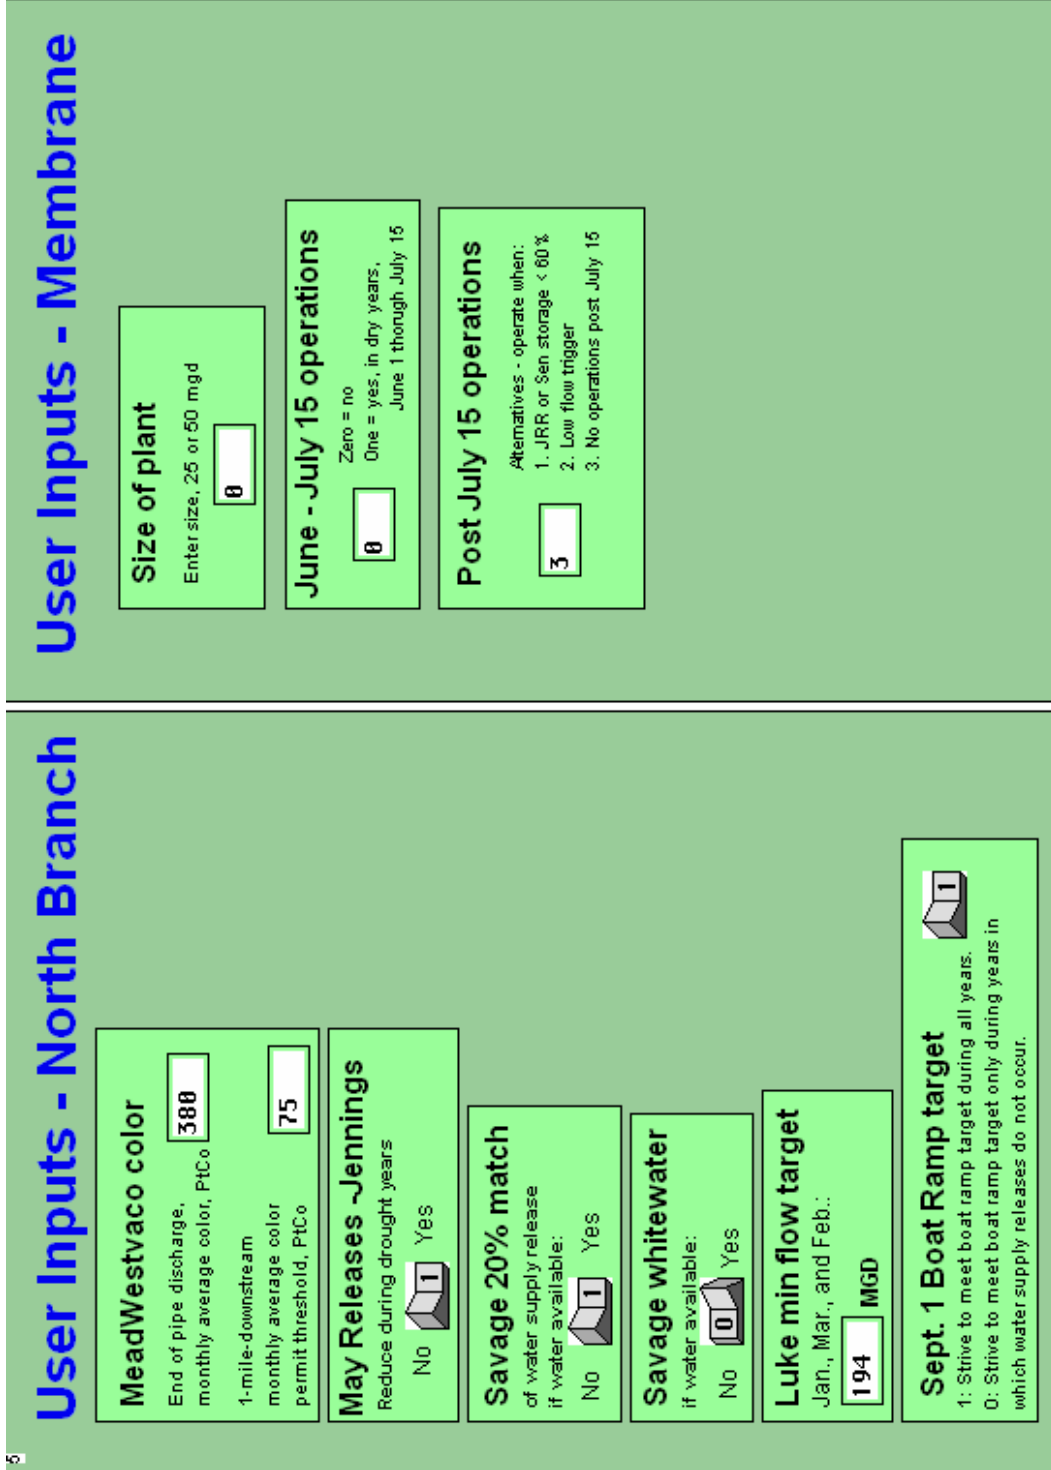 5
User Inputs - North Branch
MeadWestvaco color
End of pipe discharge,
monthly average color, PtCo
380
1-mile-downstream
monthly average color
permit threshold, PtCo
75
May Releases -Jennings
Reduce during drought years
No 1 Yes
Savage 20% match
of water supply release
if water available:
No 1 Yes
Savage whitewater
if water available:
No 0 Yes
Luke min flow target
Jan., Mar., and Feb.:
194 MGD
Sept. 1 Boat Ramp target
1
1: Strive to meet boat ramp target during all years.
0: Strive to meet boat ramp target only during years in
which water supply releases do not occur.
User Inputs - Membrane
Size of plant
Enter size, 25 or 50 mgd
0
June - July 15 operations
Zero = no
One = yes, in dry years,
June 1 thorugh July 15
0
Post July 15 operations
Alternatives - operate when:
1. JRR or Sen storage < 60%
2. Low flow trigger
3. No operations post July 15
3